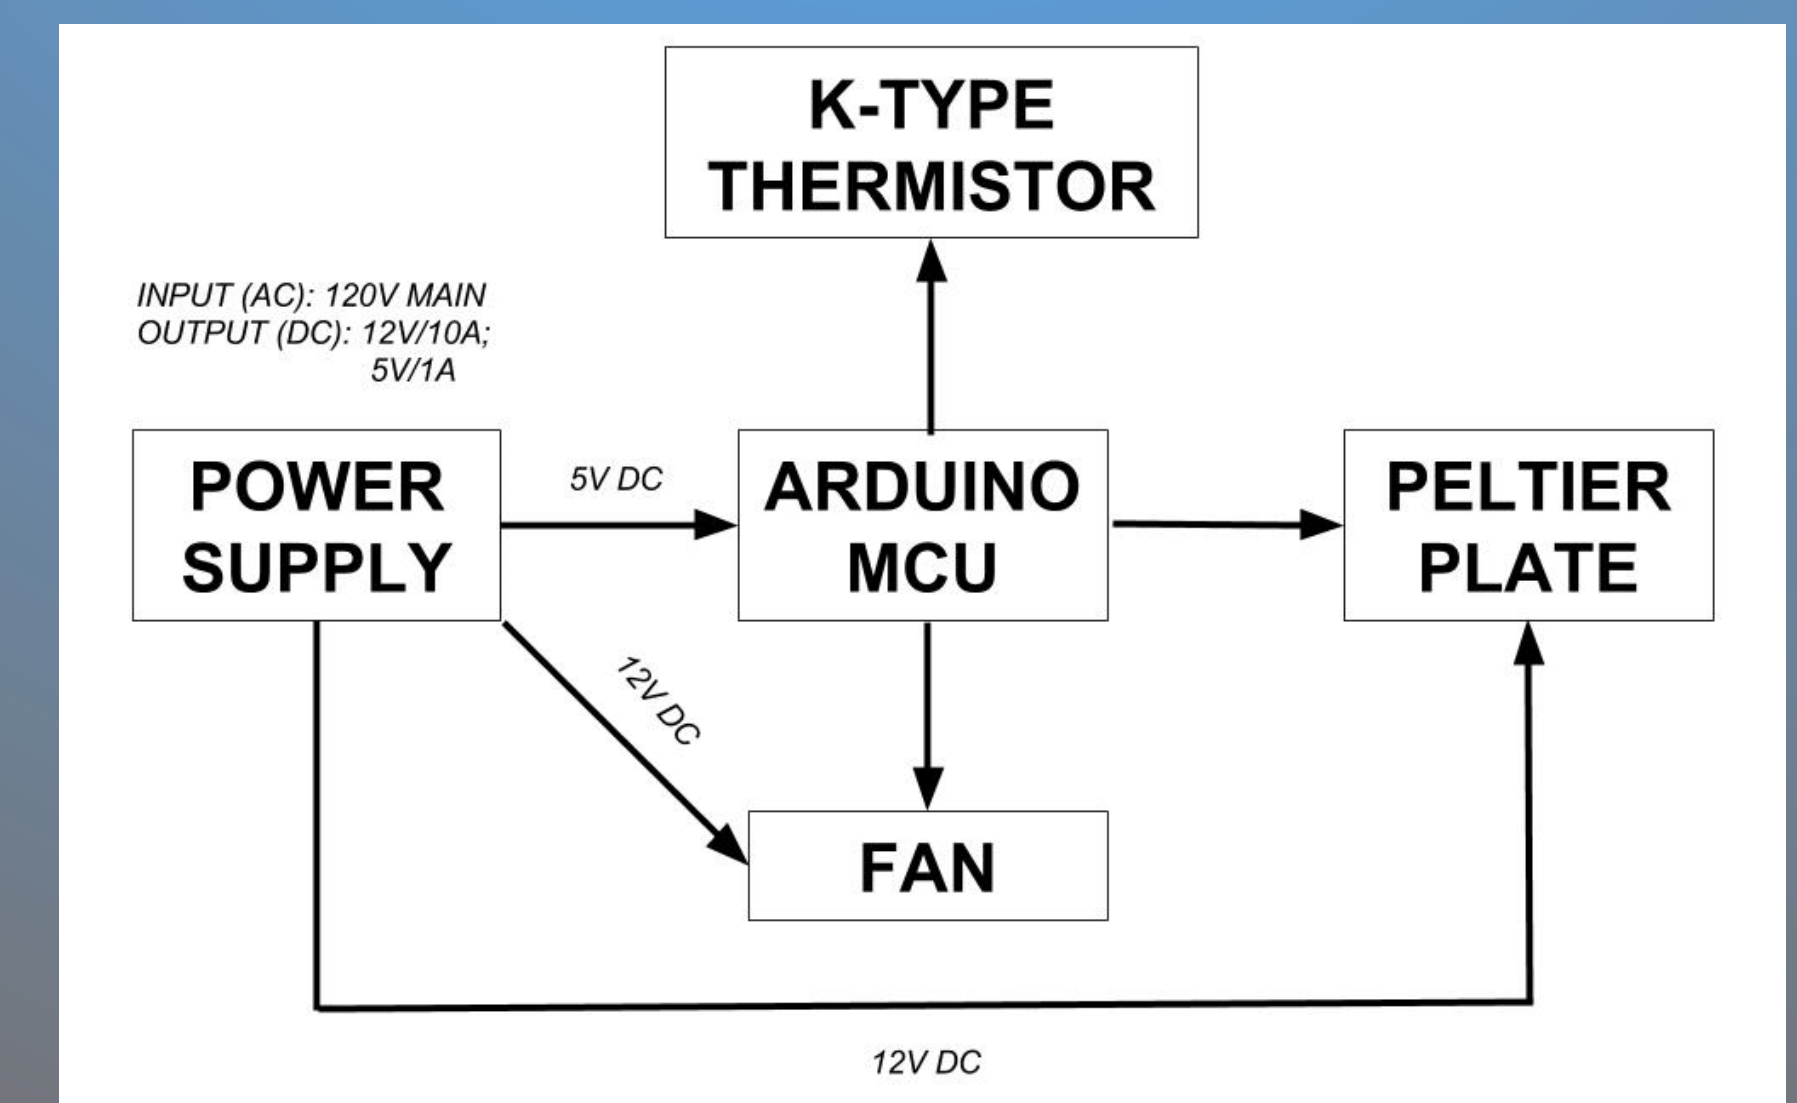 K-TYPE
THERMISTOR
INPUT (AC): 120V MAIN
OUTPUT (DC): 12V/10A;
5V/1A
POWER
SUPPLY
5V DC
ARDUINO
MCU
PELTIER
PLATE
12V DC
FAN
12V DC